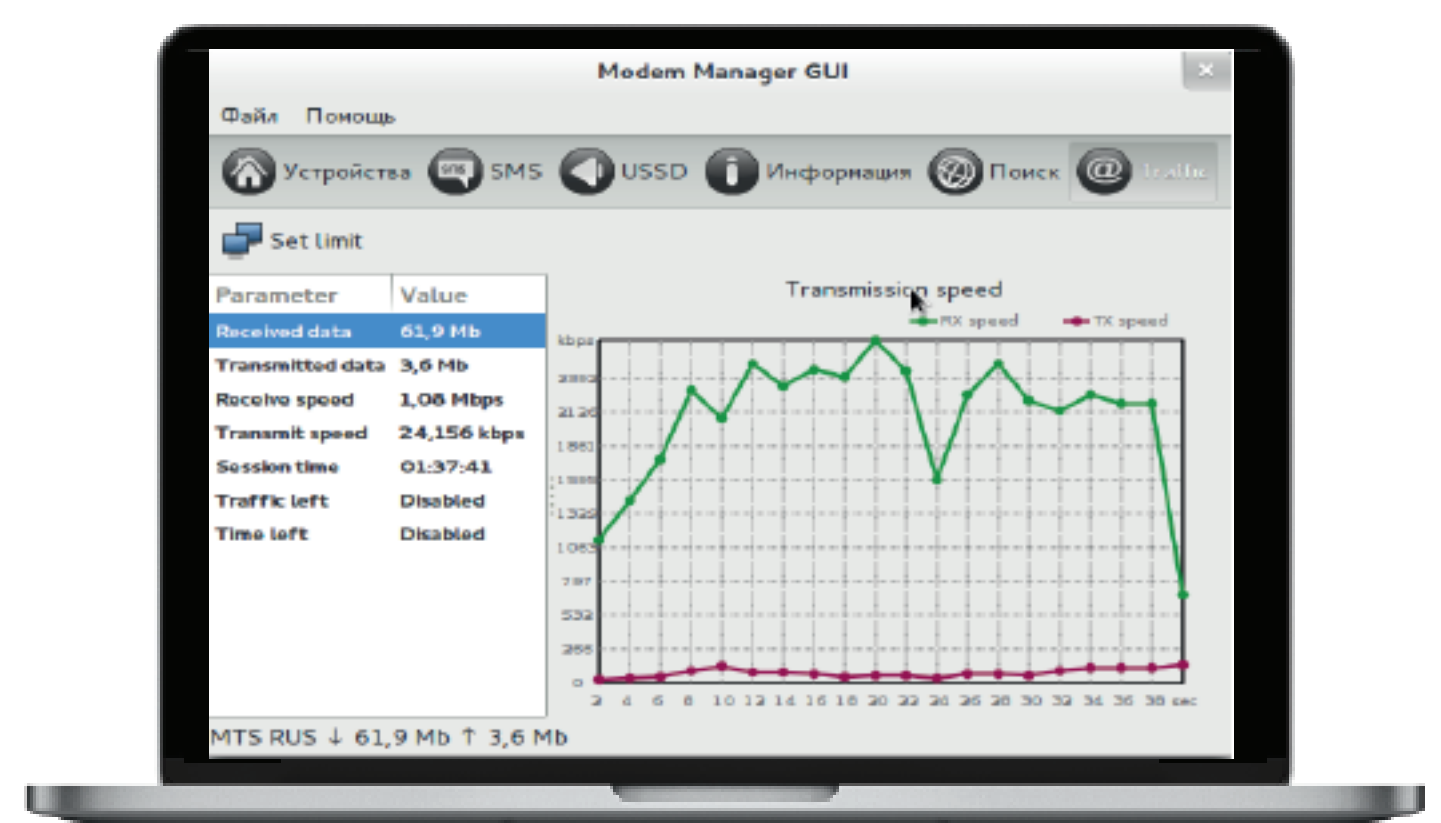 Modem Manager GUI
Файл Помощь
Устройства SMS USSD Информация Поиск Traffic
Set limit
Parameter Value
Received data 61,9 Mb
Transmitted data 3,6 Mb
Receive speed 1,08 Mbps
Transmit speed 24,156 kbps
Session time 01:37:41
Traffic left Disabled
Time left Disabled
Transmission speed
RX speed TX speed
kbps
2126
797
532
266
0
2 4 6 8 10 12 14 16 18 20 22 24 26 28 30 32 34 36 38 sec
MTS RUS ↓ 61,9 Mb ↑ 3,6 Mb